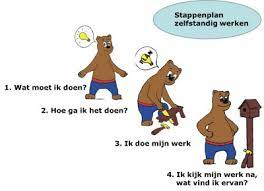 Stappenplan
zelfstandig werken
1. Wat moet ik doen?
2. Hoe ga ik het doen?
3. Ik doe mijn werk
4. Ik kijk mijn werk na,
wat vind ik ervan?